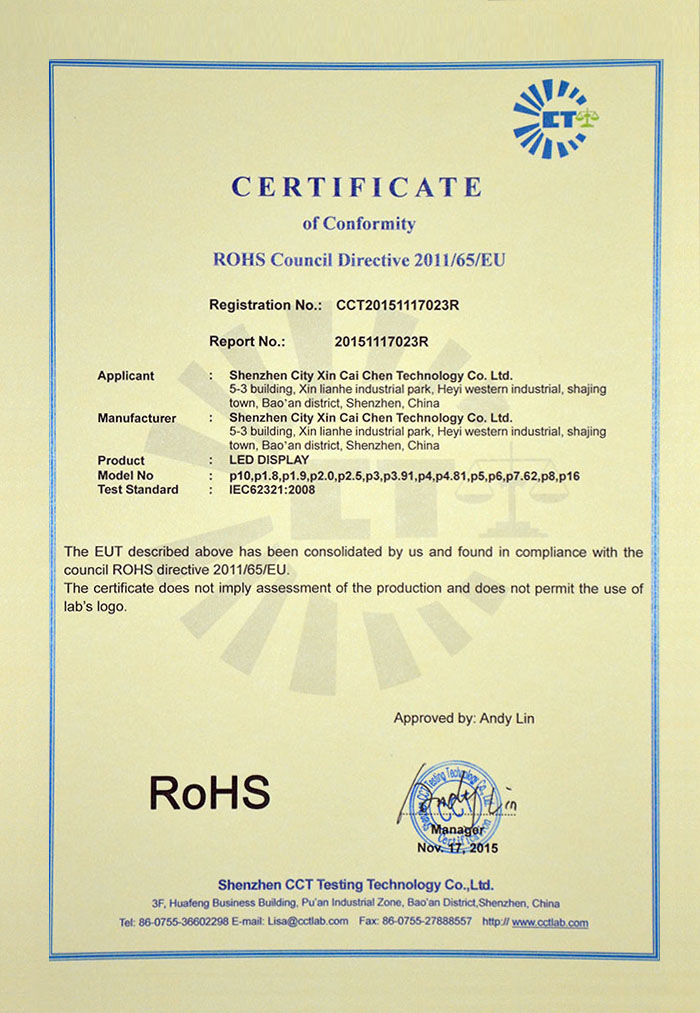 CT
CERTIFICATE
of Conformity
ROHS Council Directive 2011/65/EU
Registration No.: CCT20151117023R
Report No.: 20151117023R
Applicant : Shenzhen City Xin Cai Chen Technology Co. Ltd.
5-3 building, Xin lianhe industrial park, Heyi western industrial, shajing
town, Bao'an district, Shenzhen, China
Manufacturer : Shenzhen City Xin Cai Chen Technology Co. Ltd.
5-3 building, Xin lianhe industrial park, Heyi western industrial, shajing
town, Bao'an district, Shenzhen, China
Product : LED DISPLAY
Model No : p10,p1.8,p1.9,p2.0,p2.5,p3,p3.91,p4,p4.81,p5,p6,p7.62,p8,p16
Test Standard : IEC62321:2008
The EUT described above has been consolidated by us and found in compliance with the
council ROHS directive 2011/65/EU.
The certificate does not imply assessment of the production and does not permit the use of
lab's logo.
Approved by: Andy Lin
RoHS
Andy Lin
CCT
Manager
Nov. 17, 2015
Shenzhen CCT Testing Technology Co.,Ltd.
3F, Huafeng Business Building, Pu'an Industrial Zone, Bao'an District,Shenzhen, China
Tel: 86-0755-36602298 E-mail: Lisa@cctlab.com Fax: 86-0755-27888557 http:// www.cctlab.com